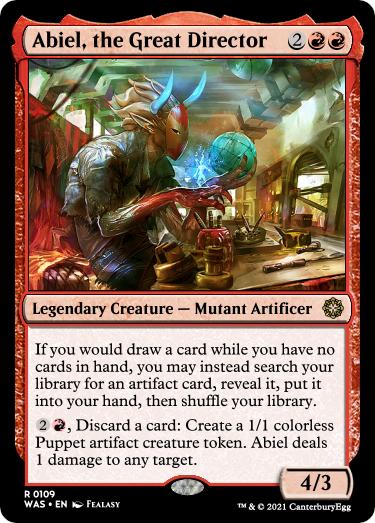 Abiel, the Great Director 2
Legendary Creature — Mutant Artificer
If you would draw a card while you have no
cards in hand, you may instead search your
library for an artifact card, reveal it, put it
into your hand, then shuffle your library.
2 , Discard a card: Create a 1/1 colorless
Puppet artifact creature token. Abiel deals
1 damage to any target.
4/3
R 0109
WAS • EN Fealasy
™ & © 2021 CanterburyEgg